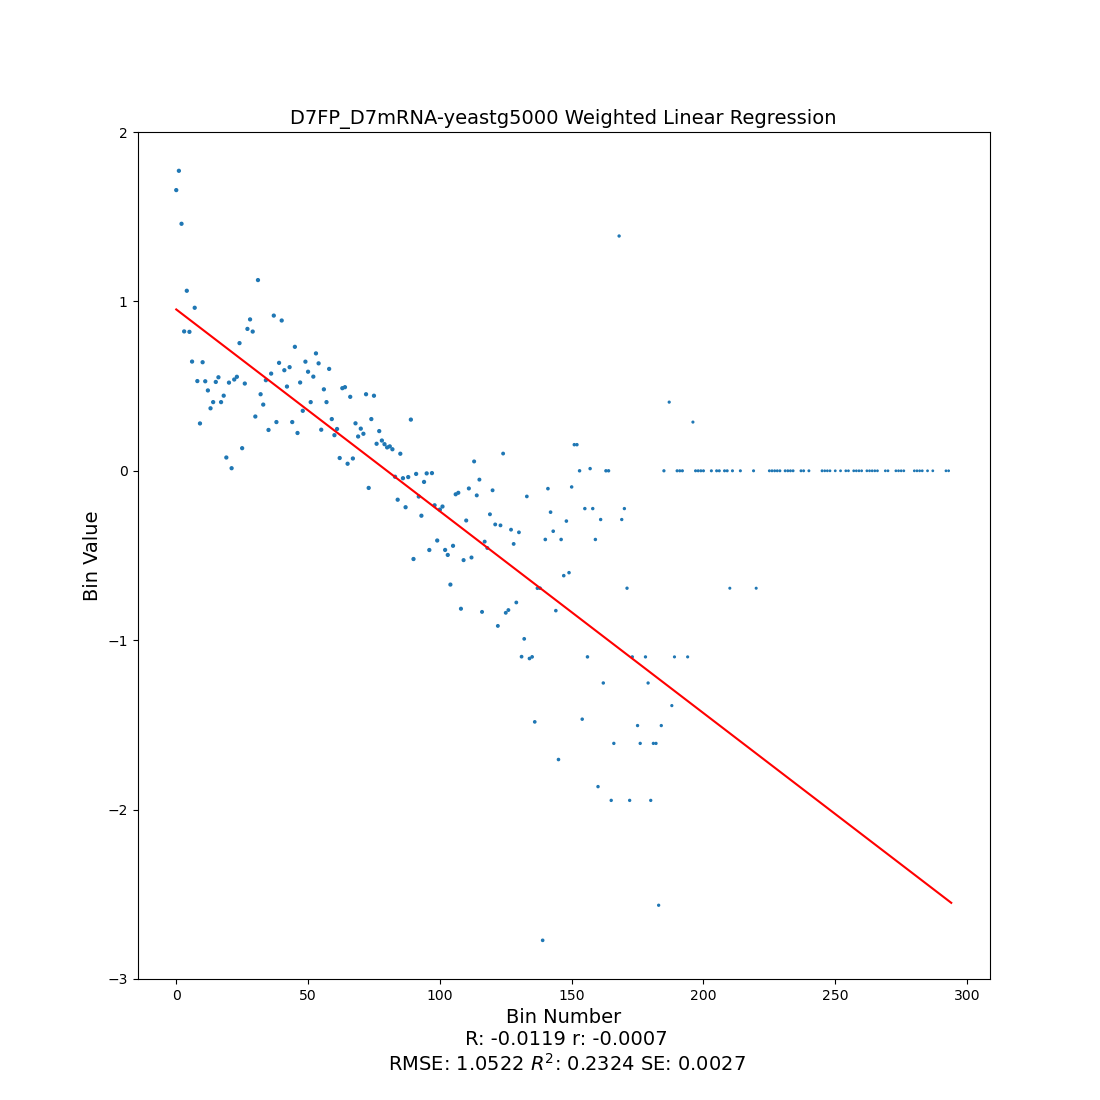 D7FP_D7mRNA-yeastg5000 Weighted Linear Regression
2
1
0
−1
−2
−3
Bin Value
0 50 100 150 200 250 300
Bin Number
R: -0.0119 r: -0.0007
RMSE: 1.0522 R²: 0.2324 SE: 0.0027